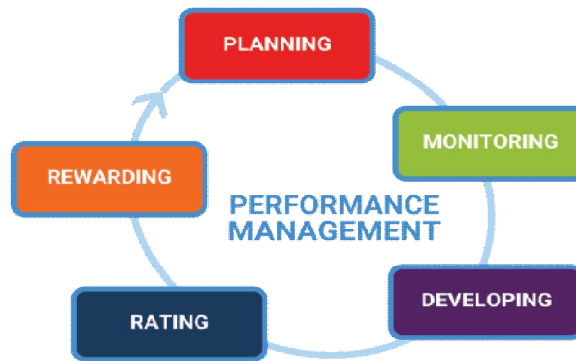 PLANNING
MONITORING
REWARDING
PERFORMANCE
MANAGEMENT
DEVELOPING
RATING